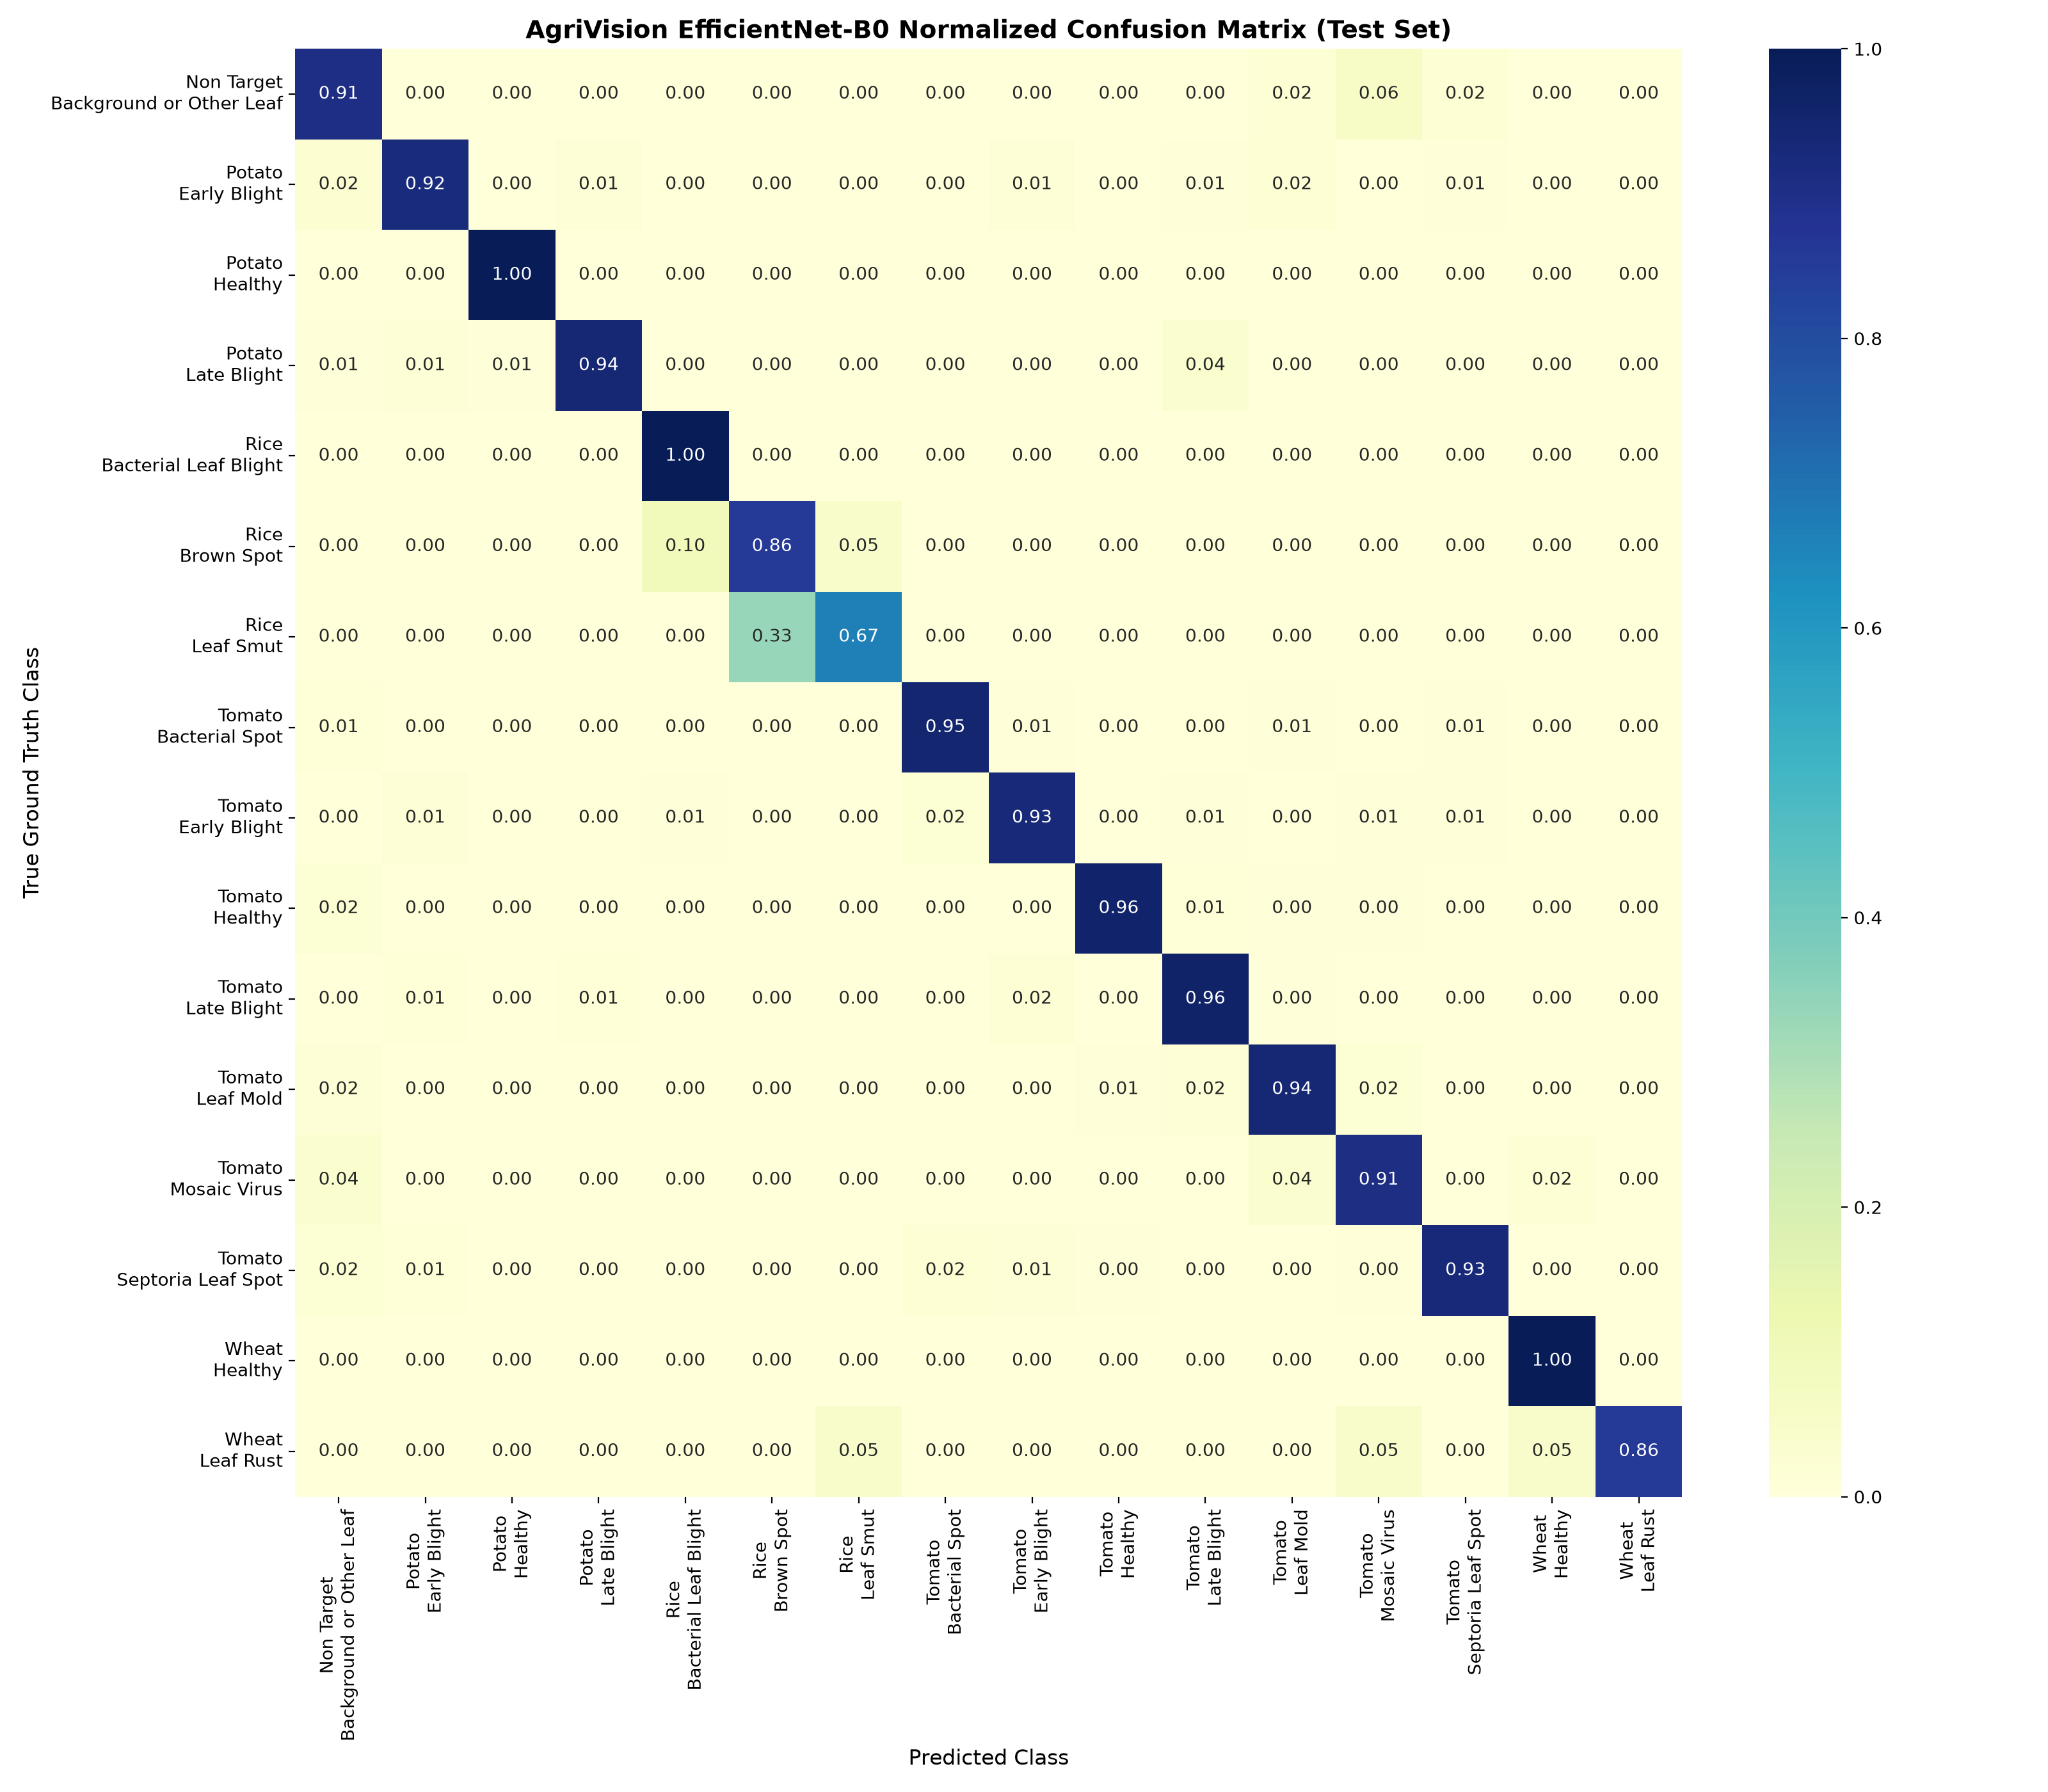 AgriVision EfficientNet-B0 Normalized Confusion Matrix (Test Set)
True Ground Truth Class
Non Target
Background or Other Leaf
0.91 0.00 0.00 0.00 0.00 0.00 0.00 0.00 0.00 0.00 0.00 0.02 0.06 0.02 0.00 0.00
Potato
Early Blight
0.02 0.92 0.00 0.01 0.00 0.00 0.00 0.00 0.01 0.00 0.01 0.02 0.00 0.01 0.00 0.00
Potato
Healthy
0.00 0.00 1.00 0.00 0.00 0.00 0.00 0.00 0.00 0.00 0.00 0.00 0.00 0.00 0.00 0.00
Potato
Late Blight
0.01 0.01 0.01 0.94 0.00 0.00 0.00 0.00 0.00 0.00 0.04 0.00 0.00 0.00 0.00 0.00
Rice
Bacterial Leaf Blight
0.00 0.00 0.00 0.00 1.00 0.00 0.00 0.00 0.00 0.00 0.00 0.00 0.00 0.00 0.00 0.00
Rice
Brown Spot
0.00 0.00 0.00 0.00 0.10 0.86 0.05 0.00 0.00 0.00 0.00 0.00 0.00 0.00 0.00 0.00
Rice
Leaf Smut
0.00 0.00 0.00 0.00 0.00 0.33 0.67 0.00 0.00 0.00 0.00 0.00 0.00 0.00 0.00 0.00
Tomato
Bacterial Spot
0.01 0.00 0.00 0.00 0.00 0.00 0.00 0.95 0.01 0.00 0.00 0.01 0.00 0.01 0.00 0.00
Tomato
Early Blight
0.00 0.01 0.00 0.00 0.01 0.00 0.00 0.02 0.93 0.00 0.01 0.00 0.01 0.01 0.00 0.00
Tomato
Healthy
0.02 0.00 0.00 0.00 0.00 0.00 0.00 0.00 0.00 0.96 0.01 0.00 0.00 0.00 0.00 0.00
Tomato
Late Blight
0.00 0.01 0.00 0.01 0.00 0.00 0.00 0.00 0.02 0.00 0.96 0.00 0.00 0.00 0.00 0.00
Tomato
Leaf Mold
0.02 0.00 0.00 0.00 0.00 0.00 0.00 0.00 0.00 0.01 0.02 0.94 0.02 0.00 0.00 0.00
Tomato
Mosaic Virus
0.04 0.00 0.00 0.00 0.00 0.00 0.00 0.00 0.00 0.00 0.00 0.04 0.91 0.00 0.02 0.00
Tomato
Septoria Leaf Spot
0.02 0.01 0.00 0.00 0.00 0.00 0.00 0.02 0.01 0.00 0.00 0.00 0.00 0.93 0.00 0.00
Wheat
Healthy
0.00 0.00 0.00 0.00 0.00 0.00 0.00 0.00 0.00 0.00 0.00 0.00 0.00 0.00 1.00 0.00
Wheat
Leaf Rust
0.00 0.00 0.00 0.00 0.00 0.00 0.05 0.00 0.00 0.00 0.00 0.00 0.05 0.00 0.05 0.86
Non Target
Background or Other Leaf
Potato
Early Blight
Potato
Healthy
Potato
Late Blight
Rice
Bacterial Leaf Blight
Rice
Brown Spot
Rice
Leaf Smut
Tomato
Bacterial Spot
Tomato
Early Blight
Tomato
Healthy
Tomato
Late Blight
Tomato
Leaf Mold
Tomato
Mosaic Virus
Tomato
Septoria Leaf Spot
Wheat
Healthy
Wheat
Leaf Rust
Predicted Class
1.0
0.8
0.6
0.4
0.2
0.0